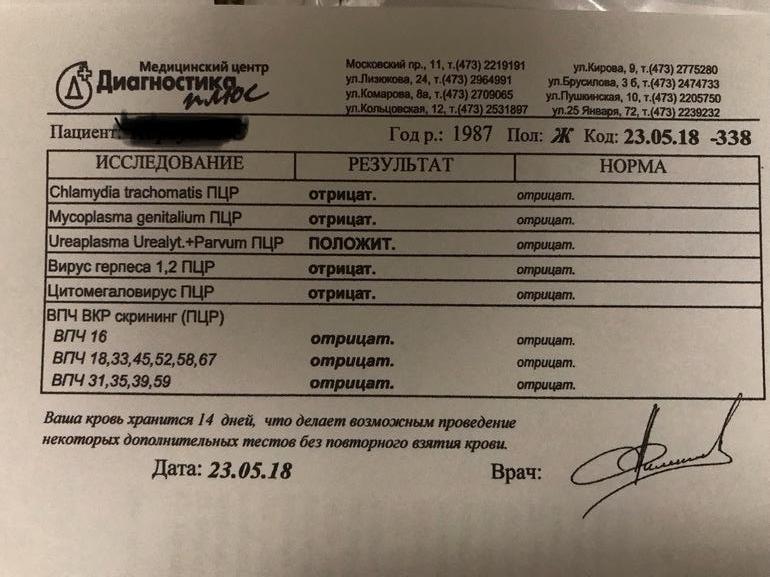 Медицинский центр
Диагностика
плюс
Московский пр., 11, т.(473) 2219191
ул.Лизюкова, 24, т.(473) 2964991
ул.Комарова, 8а, т.(473) 2709065
ул.Кольцовская, 12, т.(473) 2531897
ул.Кирова, 9, т.(473) 2775280
ул.Брусилова, 3 б, т.(473) 2474733
ул.Пушкинская, 10, т.(473) 2205750
ул.25 Января, 72, т.(473) 2239232
Пациент: Год р.: 1987 Пол: Ж Код: 23.05.18 -338
ИССЛЕДОВАНИЕ РЕЗУЛЬТАТ НОРМА
Chlamydia trachomatis ПЦР отрицат. отрицат.
Mycoplasma genitalium ПЦР отрицат. отрицат.
Ureaplasma Urealyt.+Parvum ПЦР ПОЛОЖИТ. отрицат.
Вирус герпеса 1,2 ПЦР отрицат. отрицат.
Цитомегаловирус ПЦР отрицат. отрицат.
ВПЧ ВКР скрининг (ПЦР)
ВПЧ 16 отрицат. отрицат.
ВПЧ 18,33,45,52,58,67 отрицат. отрицат.
ВПЧ 31,35,39,59 отрицат. отрицат.
Ваша кровь хранится 14 дней, что делает возможным проведение
некоторых дополнительных тестов без повторного взятия крови.
Дата: 23.05.18 Врач: